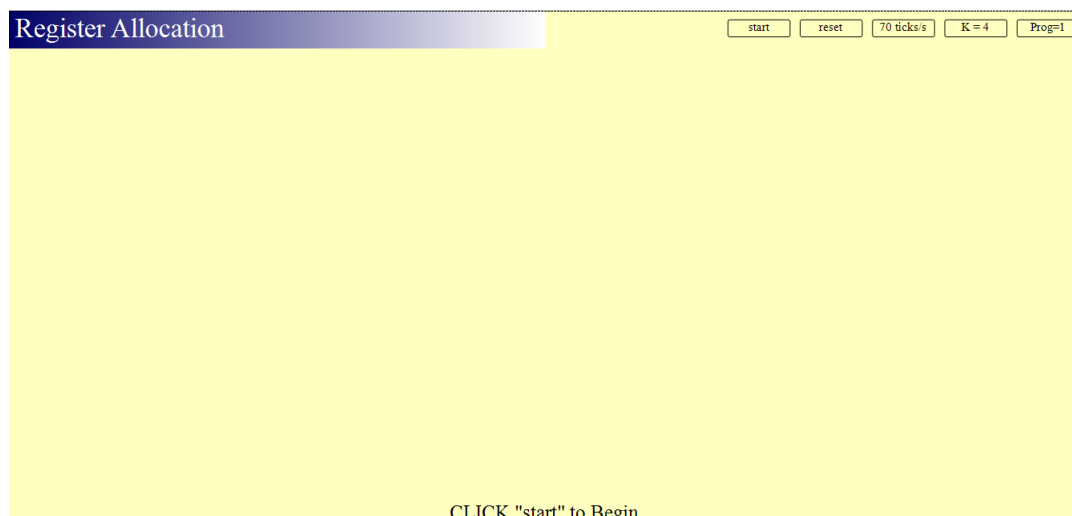 Register Allocation
start reset 70 ticks/s K = 4 Prog=1
CLICK "start" to Begin